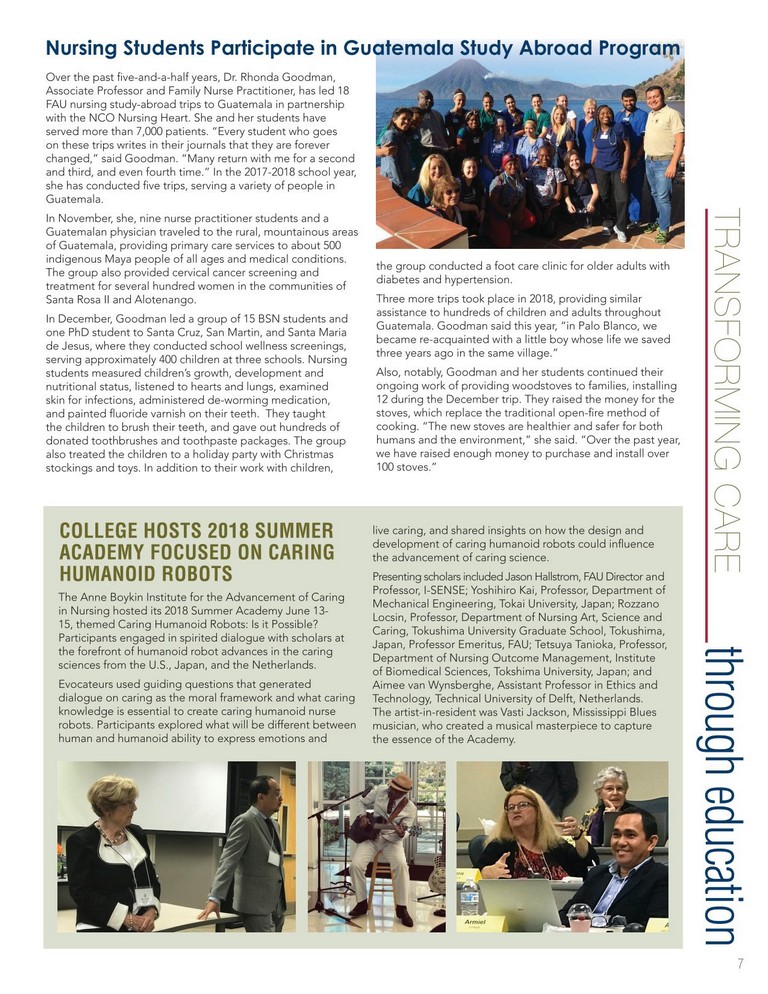 Nursing Students Participate in Guatemala Study Abroad Program
Over the past five-and-a-half years, Dr. Rhonda Goodman,
Associate Professor and Family Nurse Practitioner, has led 18
FAU nursing study-abroad trips to Guatemala in partnership
with the NCO Nursing Heart. She and her students have
served more than 7,000 patients. “Every student who goes
on these trips writes in their journals that they are forever
changed,” said Goodman. “Many return with me for a second
and third, and even fourth time.” In the 2017-2018 school year,
she has conducted five trips, serving a variety of people in
Guatemala.
In November, she, nine nurse practitioner students and a
Guatemalan physician traveled to the rural, mountainous areas
of Guatemala, providing primary care services to about 500
indigenous Maya people of all ages and medical conditions.
The group also provided cervical cancer screening and
treatment for several hundred women in the communities of
Santa Rosa II and Alotenango.
In December, Goodman led a group of 15 BSN students and
one PhD student to Santa Cruz, San Martin, and Santa Maria
de Jesus, where they conducted school wellness screenings,
serving approximately 400 children at three schools. Nursing
students measured children’s growth, development and
nutritional status, listened to hearts and lungs, examined
skin for infections, administered de-worming medication,
and painted fluoride varnish on their teeth. They taught
the children to brush their teeth, and gave out hundreds of
donated toothbrushes and toothpaste packages. The group
also treated the children to a holiday party with Christmas
stockings and toys. In addition to their work with children,
the group conducted a foot care clinic for older adults with
diabetes and hypertension.
Three more trips took place in 2018, providing similar
assistance to hundreds of children and adults throughout
Guatemala. Goodman said this year, “in Palo Blanco, we
became re-acquainted with a little boy whose life we saved
three years ago in the same village.”
Also, notably, Goodman and her students continued their
ongoing work of providing woodstoves to families, installing
12 during the December trip. They raised the money for the
stoves, which replace the traditional open-fire method of
cooking. “The new stoves are healthier and safer for both
humans and the environment,” she said. “Over the past year,
we have raised enough money to purchase and install over
100 stoves.”
COLLEGE HOSTS 2018 SUMMER
ACADEMY FOCUSED ON CARING
HUMANOID ROBOTS
The Anne Boykin Institute for the Advancement of Caring
in Nursing hosted its 2018 Summer Academy June 13-
15, themed Caring Humanoid Robots: Is it Possible?
Participants engaged in spirited dialogue with scholars at
the forefront of humanoid robot advances in the caring
sciences from the U.S., Japan, and the Netherlands.
Evocateurs used guiding questions that generated
dialogue on caring as the moral framework and what caring
knowledge is essential to create caring humanoid nurse
robots. Participants explored what will be different between
human and humanoid ability to express emotions and
live caring, and shared insights on how the design and
development of caring humanoid robots could influence
the advancement of caring science.
Presenting scholars included Jason Hallstrom, FAU Director and
Professor, I-SENSE; Yoshihiro Kai, Professor, Department of
Mechanical Engineering, Tokai University, Japan; Rozzano
Locsin, Professor, Department of Nursing Art, Science and
Caring, Tokushima University Graduate School, Tokushima,
Japan, Professor Emeritus, FAU; Tetsuya Tanioka, Professor,
Department of Nursing Outcome Management, Institute
of Biomedical Sciences, Tokshima University, Japan; and
Aimee van Wynsberghe, Assistant Professor in Ethics and
Technology, Technical University of Delft, Netherlands.
The artist-in-resident was Vasti Jackson, Mississippi Blues
musician, who created a musical masterpiece to capture
the essence of the Academy.
Armiel
TRANSFORMING CARE
through education
7